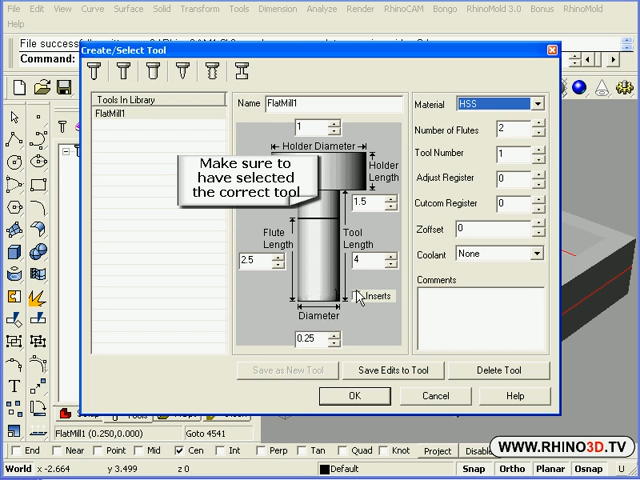 File Edit View Curve Surface Solid Transform Tools Dimension Analyze Render RhinoCAM Bongo RhinoMold 3.0 Bonus RhinoMold
Help
Command:
Create/Select Tool
Tools In Library
FlatMill1
Name FlatMill1
1
Holder Diameter
Holder
Length
Make sure to
have selected
the correct tool
1.5
Flute
Length
Tool
Length
2.5
4
Inserts
Diameter
0.25
Material HSS
Number of Flutes 2
Tool Number 1
Adjust Register 0
Cutcom Register 0
Zoffset 0
Coolant None
Comments
Save as New Tool Save Edits to Tool Delete Tool
OK Cancel Help
Tools
FlatMill1 (0.250,0.000) Goto 4541
WWW.RHINO3D.TV
End Near Point Mid Cen Int Perp Tan Quad Knot Project
World x -2.664 y 3.499 z 0 Default Snap Ortho Planar Osnap